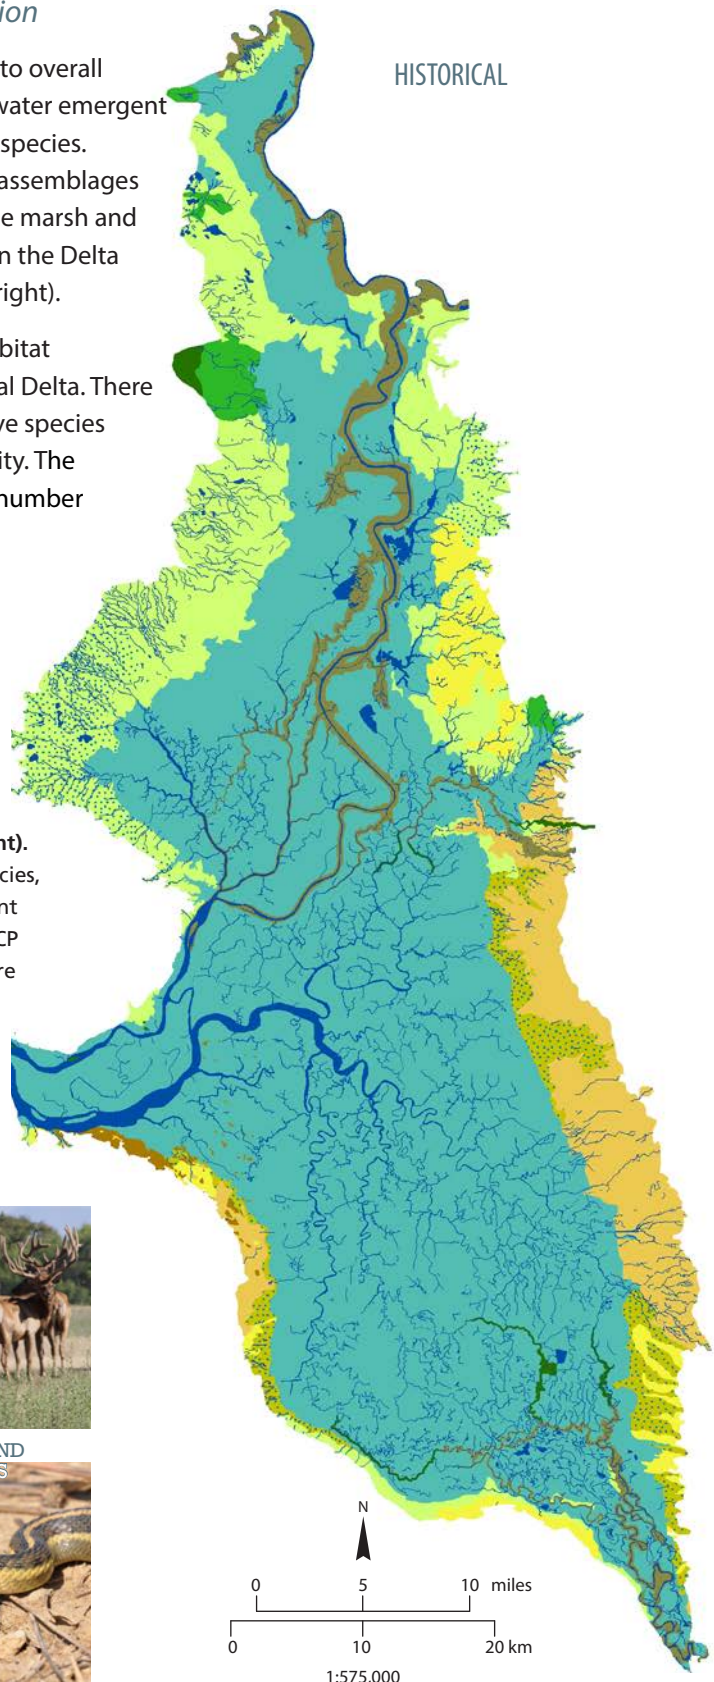 ion
to overall
HISTORICAL
water emergent
species.
assemblages
e marsh and
n the Delta
right).
bitat
al Delta. There
ve species
ity. The
number
nt).
cies,
nt
CP
re
ND
S
N
0 5 10 miles
0 10 20 km
1:575,000